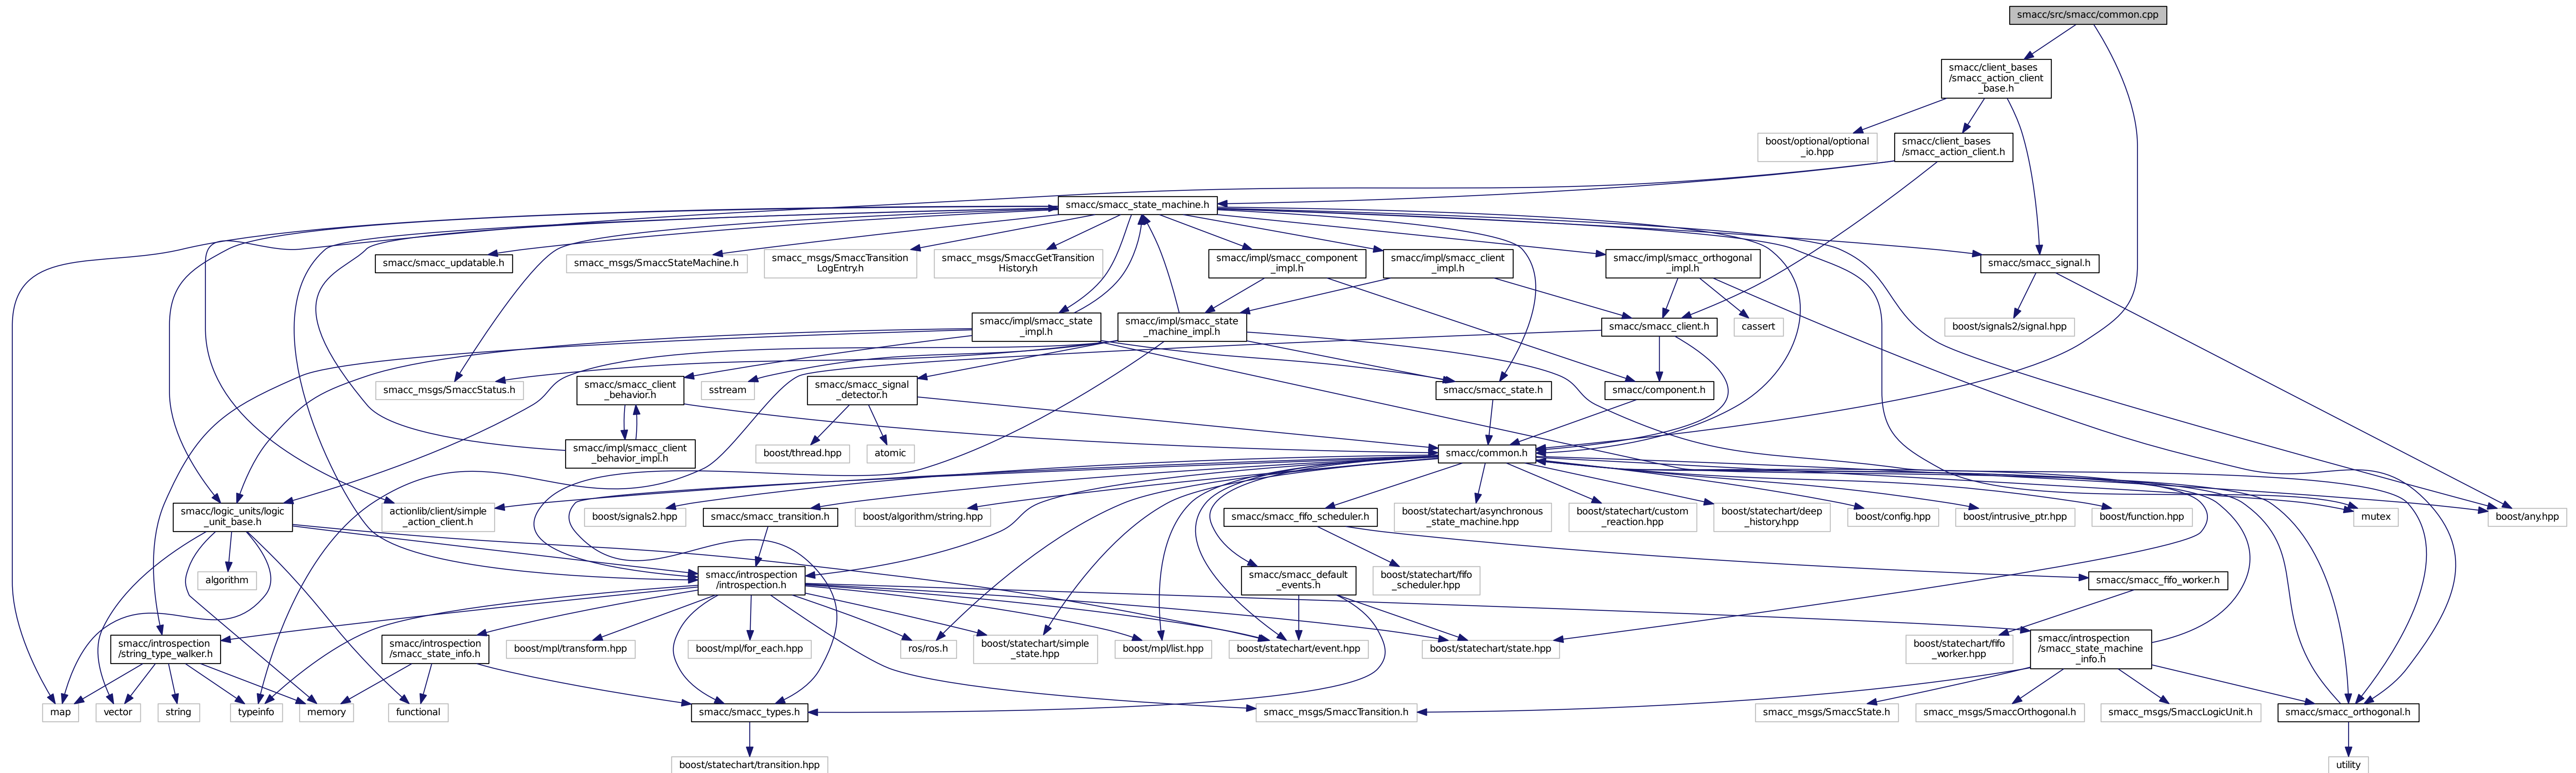 smacc/src/smacc/common.cpp
smacc/client_bases
/smacc_action_client
_base.h
boost/optional/optional
_io.hpp
smacc/client_bases
/smacc_action_client.h
smacc/smacc_state_machine.h
smacc/smacc_updatable.h
smacc_msgs/SmaccStateMachine.h
smacc_msgs/SmaccTransition
LogEntry.h
smacc_msgs/SmaccGetTransition
History.h
smacc/impl/smacc_component
_impl.h
smacc/impl/smacc_client
_impl.h
smacc/impl/smacc_orthogonal
_impl.h
smacc/smacc_signal.h
smacc/impl/smacc_state
_impl.h
smacc/impl/smacc_state
_machine_impl.h
smacc/smacc_client.h
cassert
boost/signals2/signal.hpp
smacc_msgs/SmaccStatus.h
smacc/smacc_client
_behavior.h
sstream
smacc/smacc_signal
_detector.h
smacc/smacc_state.h
smacc/component.h
smacc/impl/smacc_client
_behavior_impl.h
boost/thread.hpp
atomic
smacc/common.h
smacc/logic_units/logic
_unit_base.h
actionlib/client/simple
_action_client.h
boost/signals2.hpp
smacc/smacc_transition.h
boost/algorithm/string.hpp
smacc/smacc_fifo_scheduler.h
boost/statechart/asynchronous
_state_machine.hpp
boost/statechart/custom
_reaction.hpp
boost/statechart/deep
_history.hpp
boost/config.hpp
boost/intrusive_ptr.hpp
boost/function.hpp
mutex
boost/any.hpp
algorithm
smacc/introspection
/introspection.h
smacc/smacc_default
_events.h
boost/statechart/fifo
_scheduler.hpp
smacc/smacc_fifo_worker.h
smacc/introspection
/string_type_walker.h
smacc/introspection
/smacc_state_info.h
boost/mpl/transform.hpp
boost/mpl/for_each.hpp
ros/ros.h
boost/statechart/simple
_state.hpp
boost/mpl/list.hpp
boost/statechart/event.hpp
boost/statechart/state.hpp
boost/statechart/fifo
_worker.hpp
smacc/introspection
/smacc_state_machine
_info.h
map
vector
string
typeinfo
memory
functional
smacc/smacc_types.h
smacc_msgs/SmaccTransition.h
smacc_msgs/SmaccState.h
smacc_msgs/SmaccOrthogonal.h
smacc_msgs/SmaccLogicUnit.h
smacc/smacc_orthogonal.h
boost/statechart/transition.hpp
utility